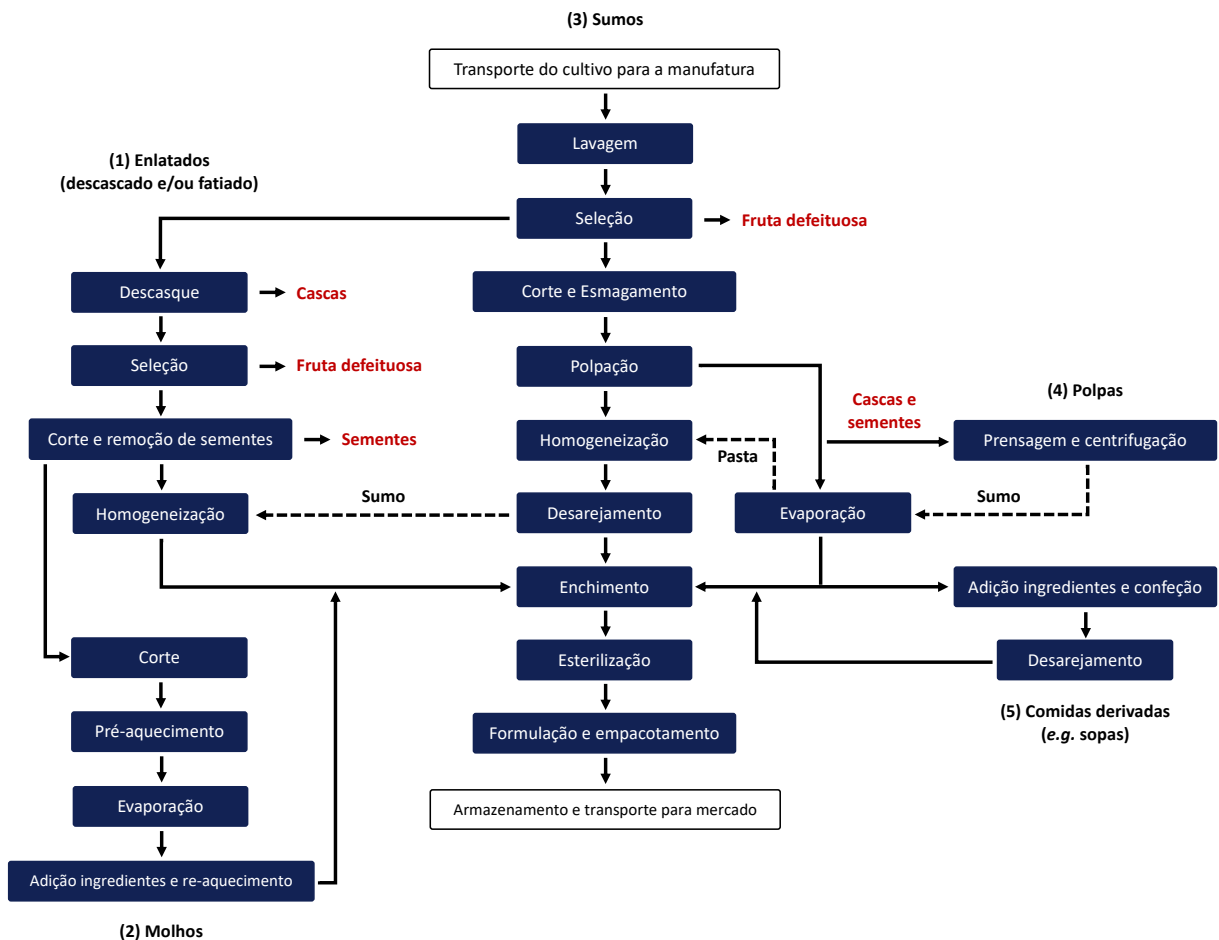 (3) Sumos
Transporte do cultivo para a manufatura
Lavagem
(1) Enlatados
(descascado e/ou fatiado)
Seleção
Fruta defeituosa
Descasque
Cascas
Corte e Esmagamento
Seleção
Fruta defeituosa
Polpação
Cascas e
sementes
(4) Polpas
Corte e remoção de sementes
Sementes
Homogeneização
Pasta
Prensagem e centrifugação
Homogeneização
Sumo
Desarejamento
Evaporação
Sumo
Enchimento
Adição ingredientes e confeção
Corte
Esterilização
Desarejamento
(5) Comidas derivadas
(e.g. sopas)
Pré-aquecimento
Formulação e empacotamento
Evaporação
Armazenamento e transporte para mercado
Adição ingredientes e re-aquecimento
(2) Molhos